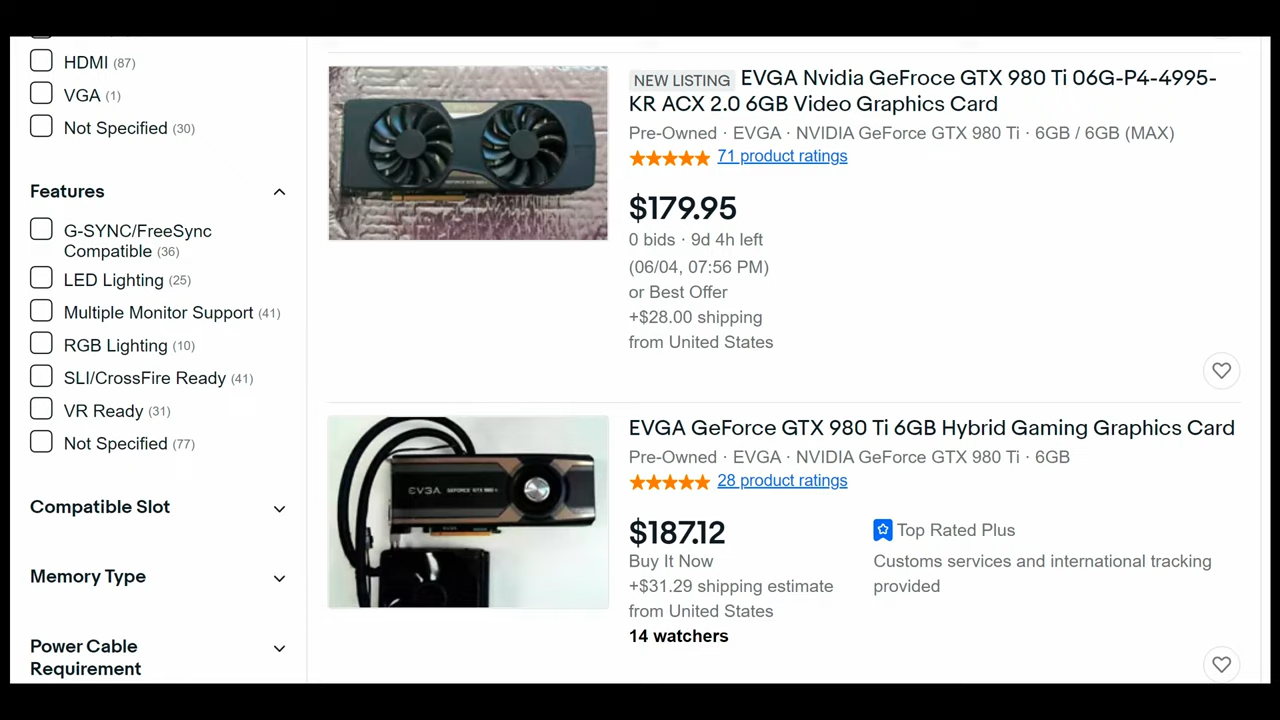 HDMI (87)
VGA (1)
Not Specified (30)
Features
G-SYNC/FreeSync
Compatible (36)
LED Lighting (25)
Multiple Monitor Support (41)
RGB Lighting (10)
SLI/CrossFire Ready (41)
VR Ready (31)
Not Specified (77)
Compatible Slot
Memory Type
Power Cable
Requirement
NEW LISTING EVGA Nvidia GeFroce GTX 980 Ti 06G-P4-4995-
KR ACX 2.0 6GB Video Graphics Card
Pre-Owned · EVGA · NVIDIA GeForce GTX 980 Ti · 6GB / 6GB (MAX)
71 product ratings
$179.95
0 bids · 9d 4h left
(06/04, 07:56 PM)
or Best Offer
+$28.00 shipping
from United States
EVGA GEFORCE GTX 980 Ti
EVGA GeForce GTX 980 Ti 6GB Hybrid Gaming Graphics Card
Pre-Owned · EVGA · NVIDIA GeForce GTX 980 Ti · 6GB
28 product ratings
$187.12
Buy It Now
+$31.29 shipping estimate
from United States
14 watchers
Top Rated Plus
Customs services and international tracking
provided